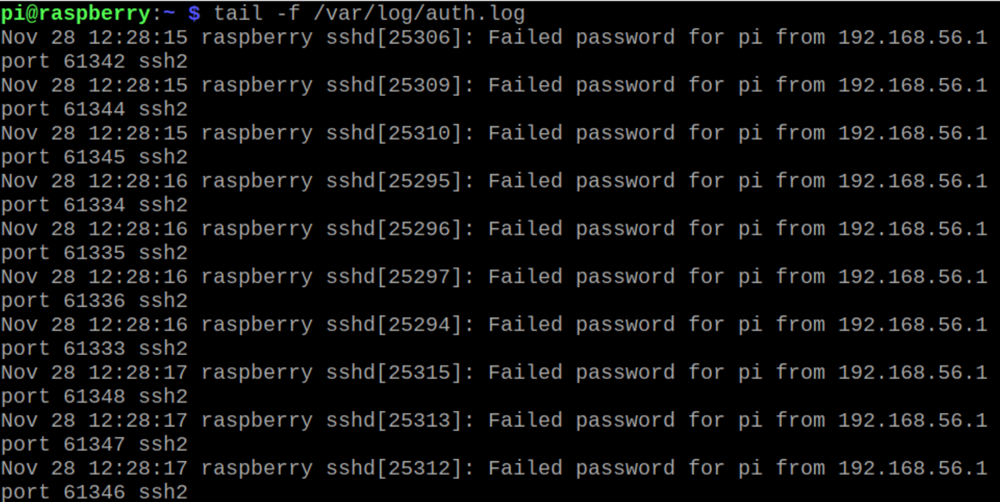 pi@raspberry:~ $ tail -f /var/log/auth.log
Nov 28 12:28:15 raspberry sshd[25306]: Failed password for pi from 192.168.56.1
port 61342 ssh2
Nov 28 12:28:15 raspberry sshd[25309]: Failed password for pi from 192.168.56.1
port 61344 ssh2
Nov 28 12:28:15 raspberry sshd[25310]: Failed password for pi from 192.168.56.1
port 61345 ssh2
Nov 28 12:28:16 raspberry sshd[25295]: Failed password for pi from 192.168.56.1
port 61334 ssh2
Nov 28 12:28:16 raspberry sshd[25296]: Failed password for pi from 192.168.56.1
port 61335 ssh2
Nov 28 12:28:16 raspberry sshd[25297]: Failed password for pi from 192.168.56.1
port 61336 ssh2
Nov 28 12:28:16 raspberry sshd[25294]: Failed password for pi from 192.168.56.1
port 61333 ssh2
Nov 28 12:28:17 raspberry sshd[25315]: Failed password for pi from 192.168.56.1
port 61348 ssh2
Nov 28 12:28:17 raspberry sshd[25313]: Failed password for pi from 192.168.56.1
port 61347 ssh2
Nov 28 12:28:17 raspberry sshd[25312]: Failed password for pi from 192.168.56.1
port 61346 ssh2